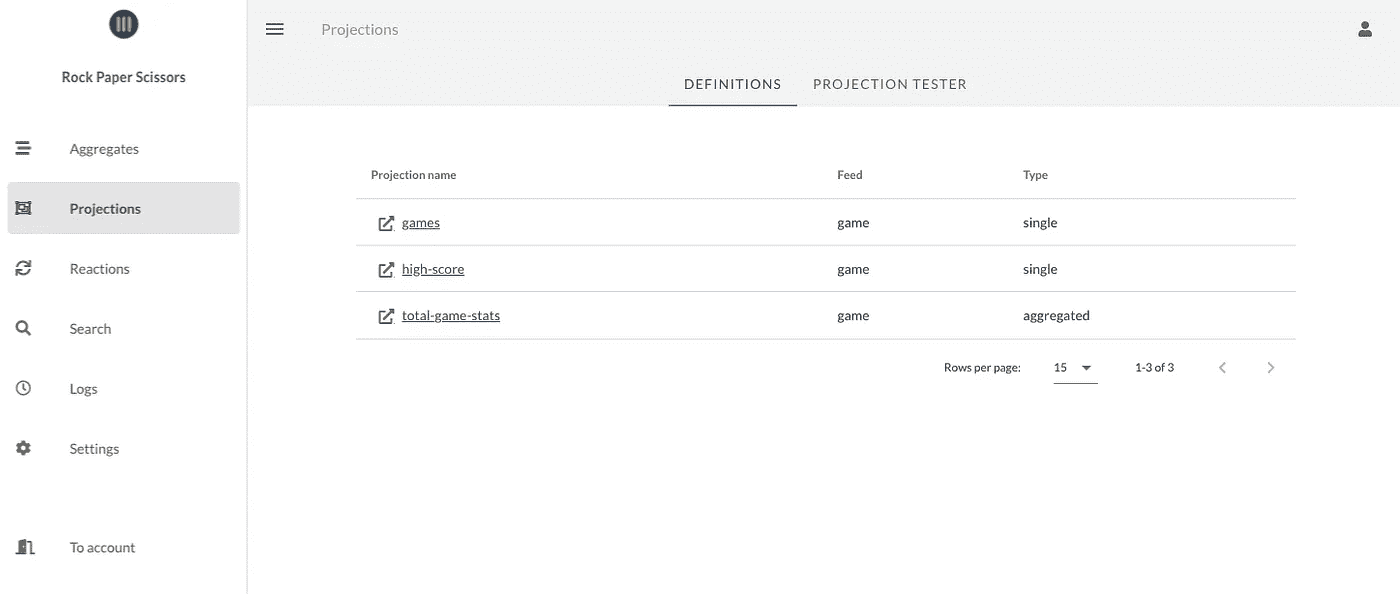 Rock Paper Scissors
Aggregates
Projections
Reactions
Search
Logs
Settings
To account
Projections
DEFINITIONS PROJECTION TESTER
Projection name Feed Type
games game single
high-score game single
total-game-stats game aggregated
Rows per page: 15 1-3 of 3